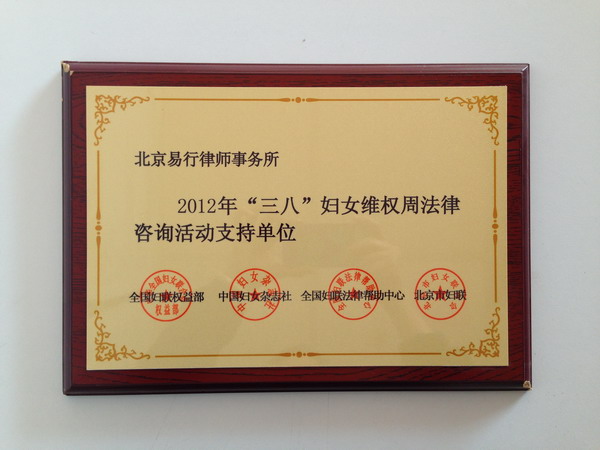 北京易行律师事务所
2012年“三八”妇女维权周法律
咨询活动支持单位
全国妇联权益部 中国妇女杂志社 全国妇联法律帮助中心 北京市妇联
权益部